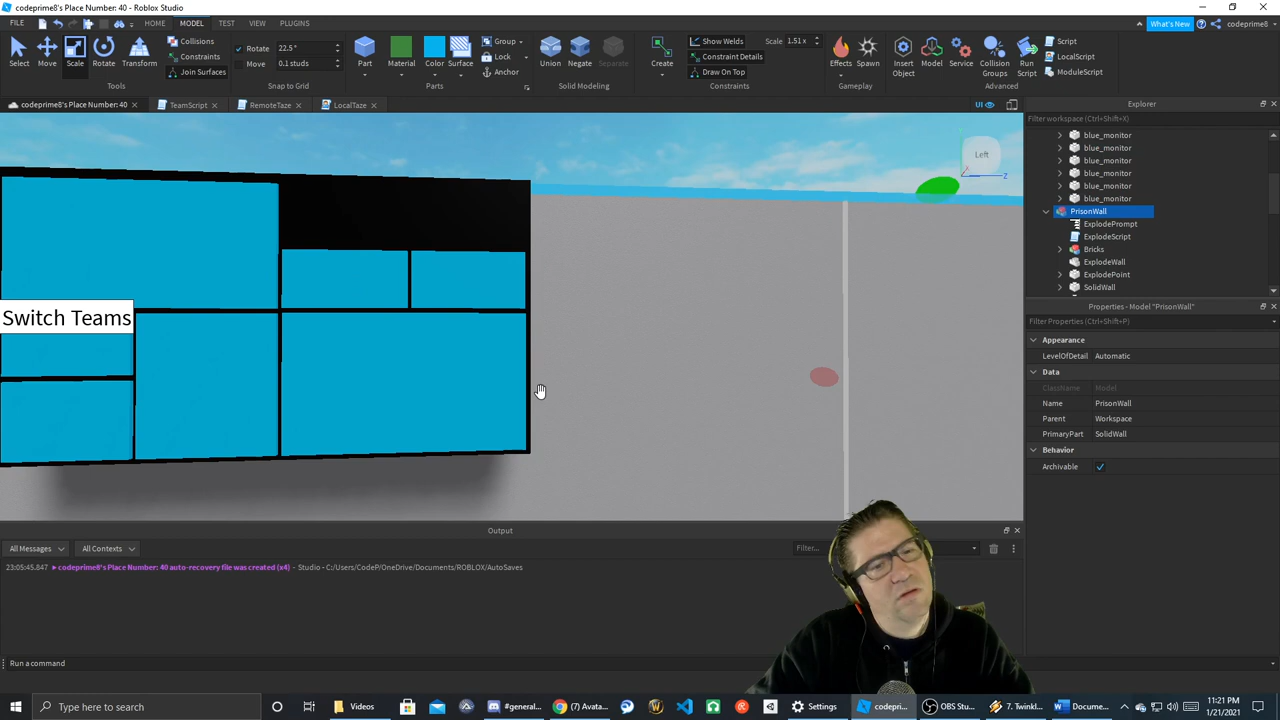 codeprime8's Place Number: 40 - Roblox Studio
FILE HOME MODEL TEST VIEW PLUGINS What's New codeprime8
Select Move Scale Rotate Transform
Collisions
Constraints
Join Surfaces
Rotate 22.5 °
Move 0.1 studs
Snap to Grid
Part Material Color Surface
Group
Lock
Anchor
Parts
Union Negate Separate
Solid Modeling
Create
Show Welds
Constraint Details
Draw On Top
Scale 1.51 x
Constraints
Effects Spawn
Gameplay
Insert Object Model Service Collision Groups Run Script
Script
LocalScript
ModuleScript
Advanced
codeprime8's Place Number: 40 TeamScript RemoteTaze LocalTaze UI
Left
Y
Z
Switch Teams
Explorer
Filter workspace (Ctrl+Shift+X)
blue_monitor
blue_monitor
blue_monitor
blue_monitor
blue_monitor
blue_monitor
PrisonWall
ExplodePrompt
ExplodeScript
Bricks
ExplodeWall
ExplodePoint
SolidWall
Properties - Model "PrisonWall"
Filter Properties (Ctrl+Shift+P)
Appearance
LevelOfDetail Automatic
Data
ClassName Model
Name PrisonWall
Parent Workspace
PrimaryPart SolidWall
Behavior
Archivable
Output
All Messages All Contexts Filter...
23:05:45.847 codeprime8's Place Number: 40 auto-recovery file was created (x4) - Studio - C:/Users/CodeP/OneDrive/Documents/ROBLOX/AutoSaves
Run a command
Type here to search
Videos
#general...
(7) Avata...
Settings
codepri...
OBS Stu...
7. Twinkl...
Docume...
11:21 PM
1/21/2021